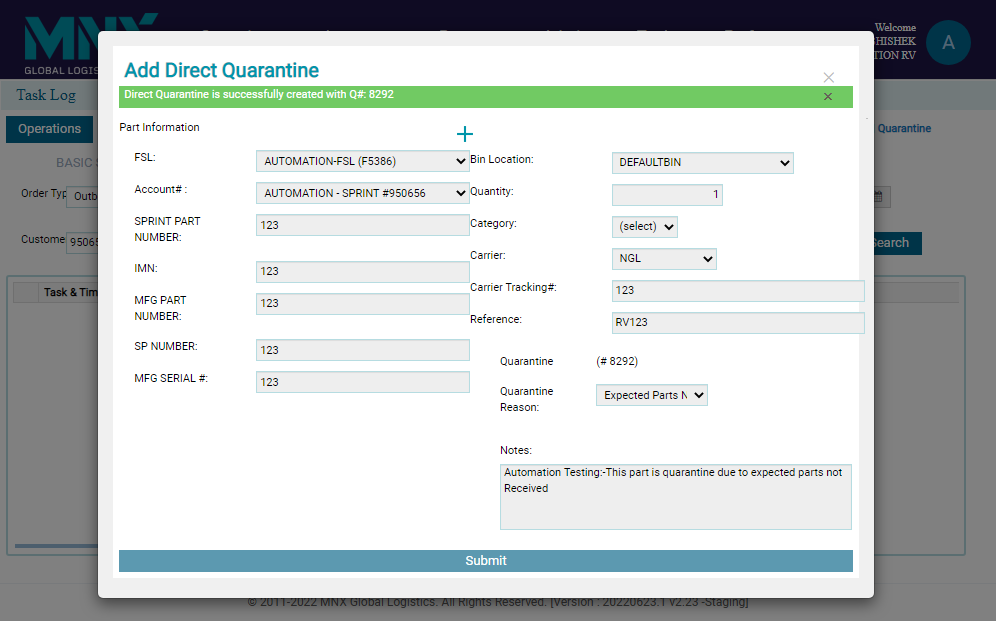 MNX
GLOBAL LOGIS
Welcome
HISHEK
TION RV
A
Task Log
Operations
Quarantine
BASIC S
Order Typ
Outb
Custome
9506
Search
Task & Tim
Add Direct Quarantine
×
Direct Quarantine is successfully created with Q#: 8292
×
Part Information
+
FSL:
AUTOMATION-FSL (F5386)
Account# :
AUTOMATION - SPRINT #950656
SPRINT PART
NUMBER:
123
IMN:
123
MFG PART
NUMBER:
123
SP NUMBER:
123
MFG SERIAL #:
123
Bin Location:
DEFAULTBIN
Quantity:
1
Category:
(select)
Carrier:
NGL
Carrier Tracking#:
123
Reference:
RV123
Quarantine
(# 8292)
Quarantine
Reason:
Expected Parts N
Notes:
Automation Testing:-This part is quarantine due to expected parts not
Received
Submit
© 2011-2022 MNX Global Logistics. All Rights Reserved. [Version : 20220623.1 v2.23 -Staging]